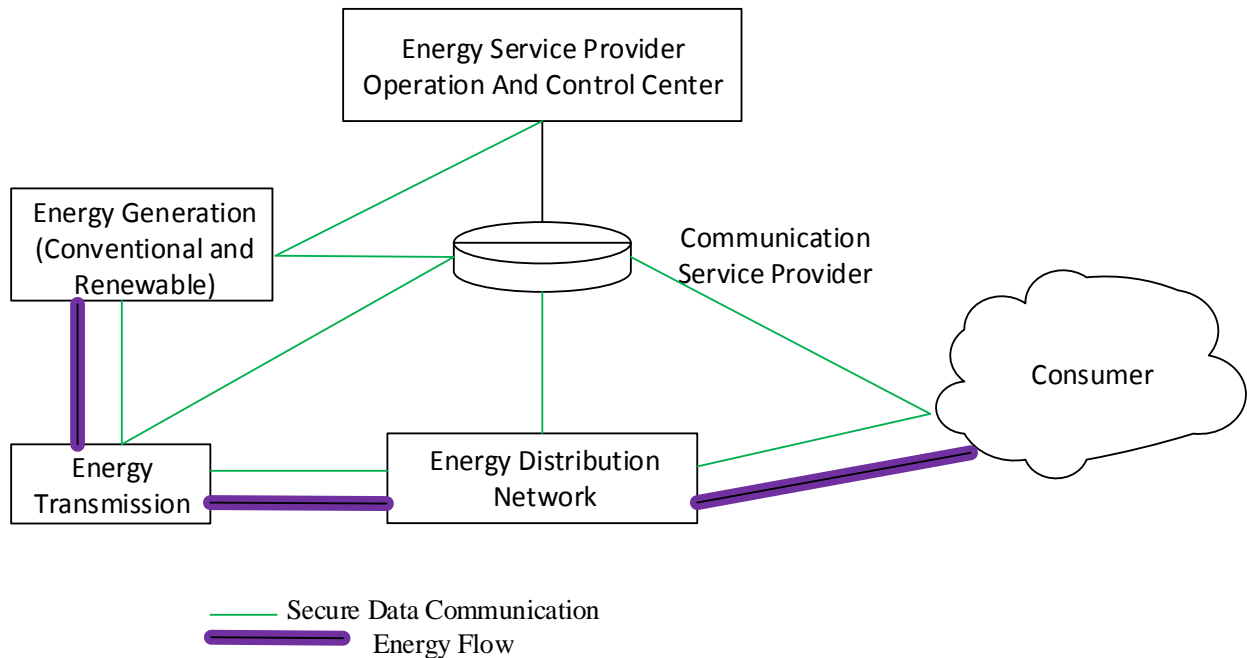 Energy Service Provider
Operation And Control Center
Energy Generation
(Conventional and
Renewable)
Communication
Service Provider
Consumer
Energy
Transmission
Energy Distribution
Network
Secure Data Communication
Energy Flow